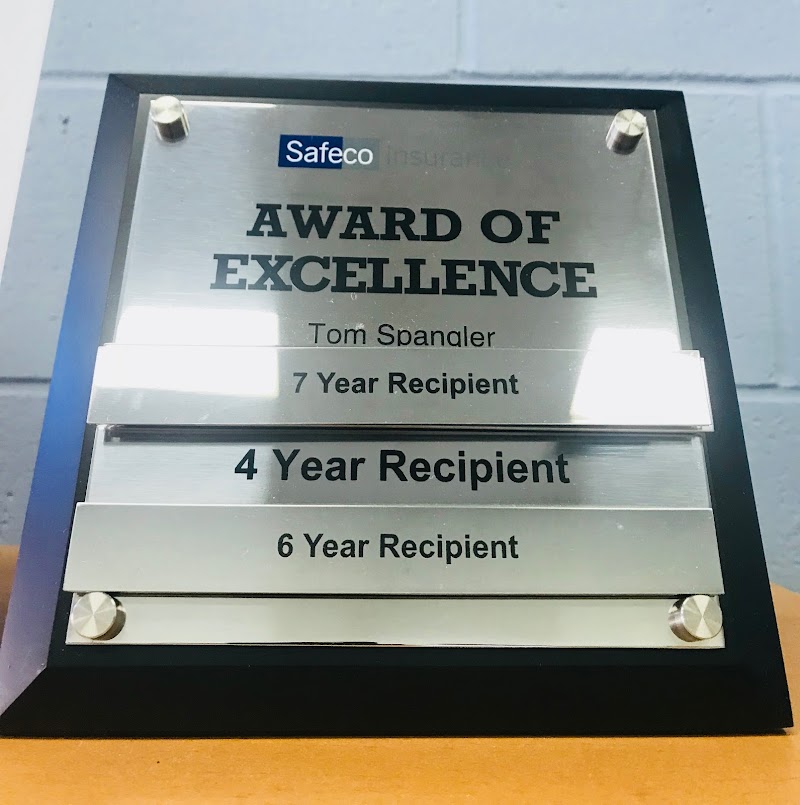 Safeco Insurance
AWARD OF
EXCELLENCE
Tom Spangler
7 Year Recipient
4 Year Recipient
6 Year Recipient